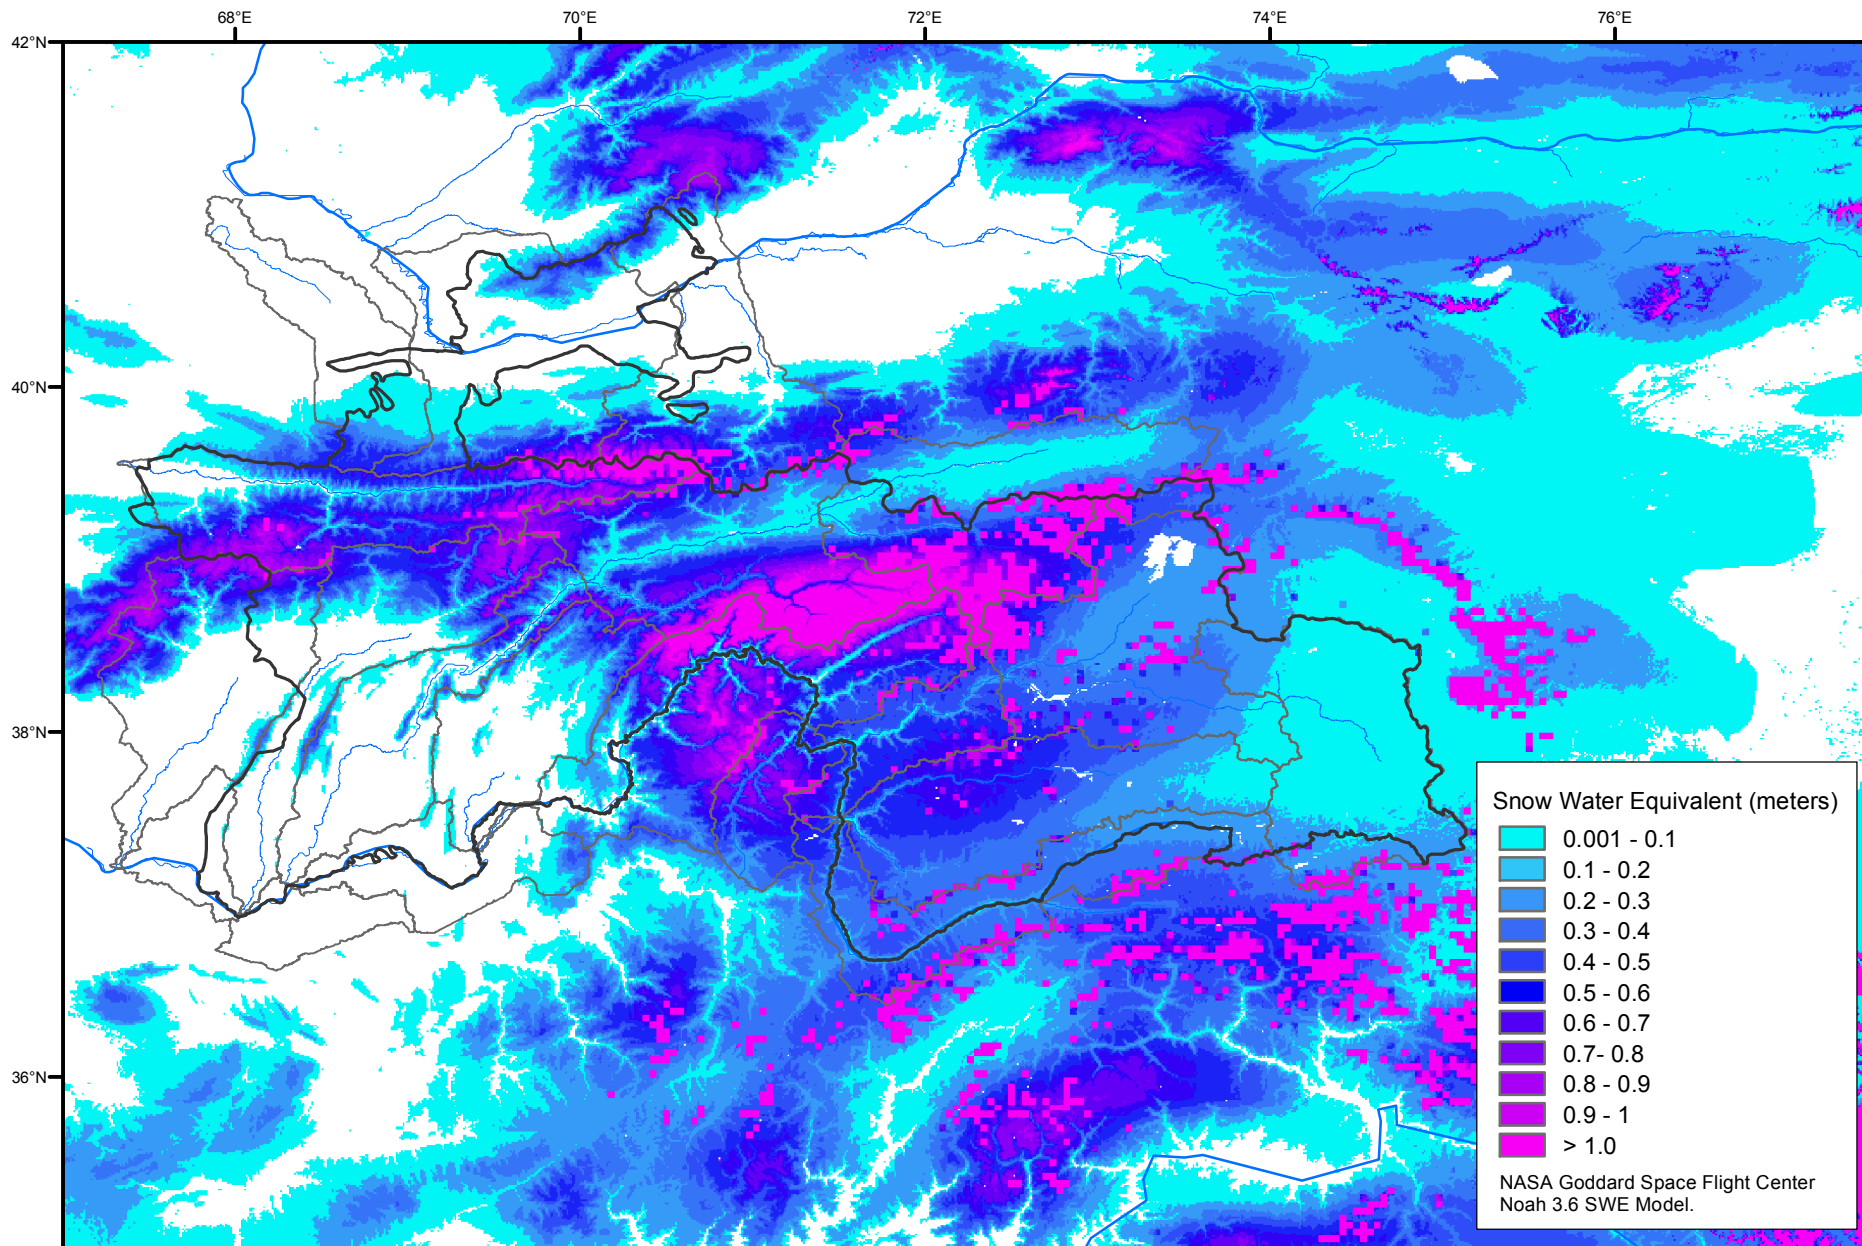 68°E
70°E
72°E
74°E
76°E
42°N
40°N
38°N
36°N
Snow Water Equivalent (meters)
0.001 - 0.1
0.1 - 0.2
0.2 - 0.3
0.3 - 0.4
0.4 - 0.5
0.5 - 0.6
0.6 - 0.7
0.7- 0.8
0.8 - 0.9
0.9 - 1
> 1.0
NASA Goddard Space Flight Center
Noah 3.6 SWE Model.